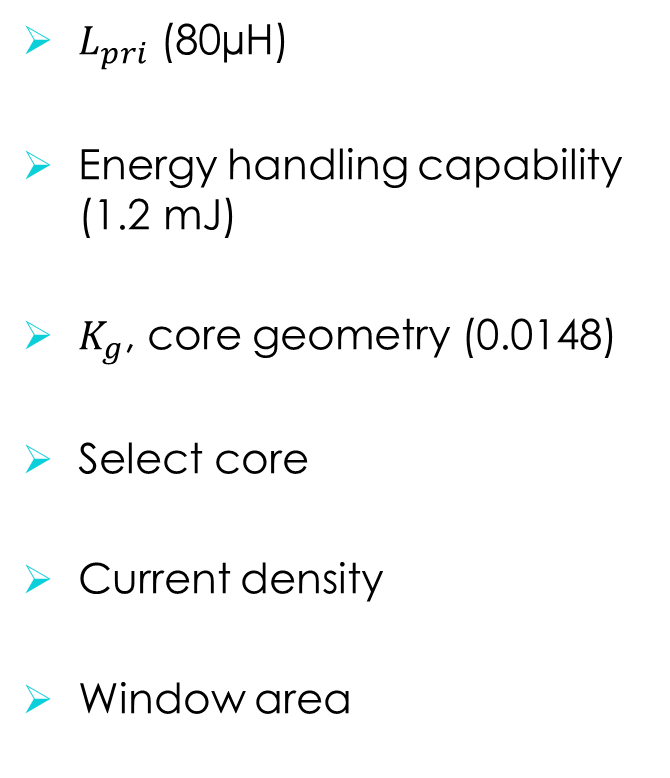 ➢ L_pri (80µH)
➢ Energy handling capability
(1.2 mJ)
➢ K_g, core geometry (0.0148)
➢ Select core
➢ Current density
➢ Window area